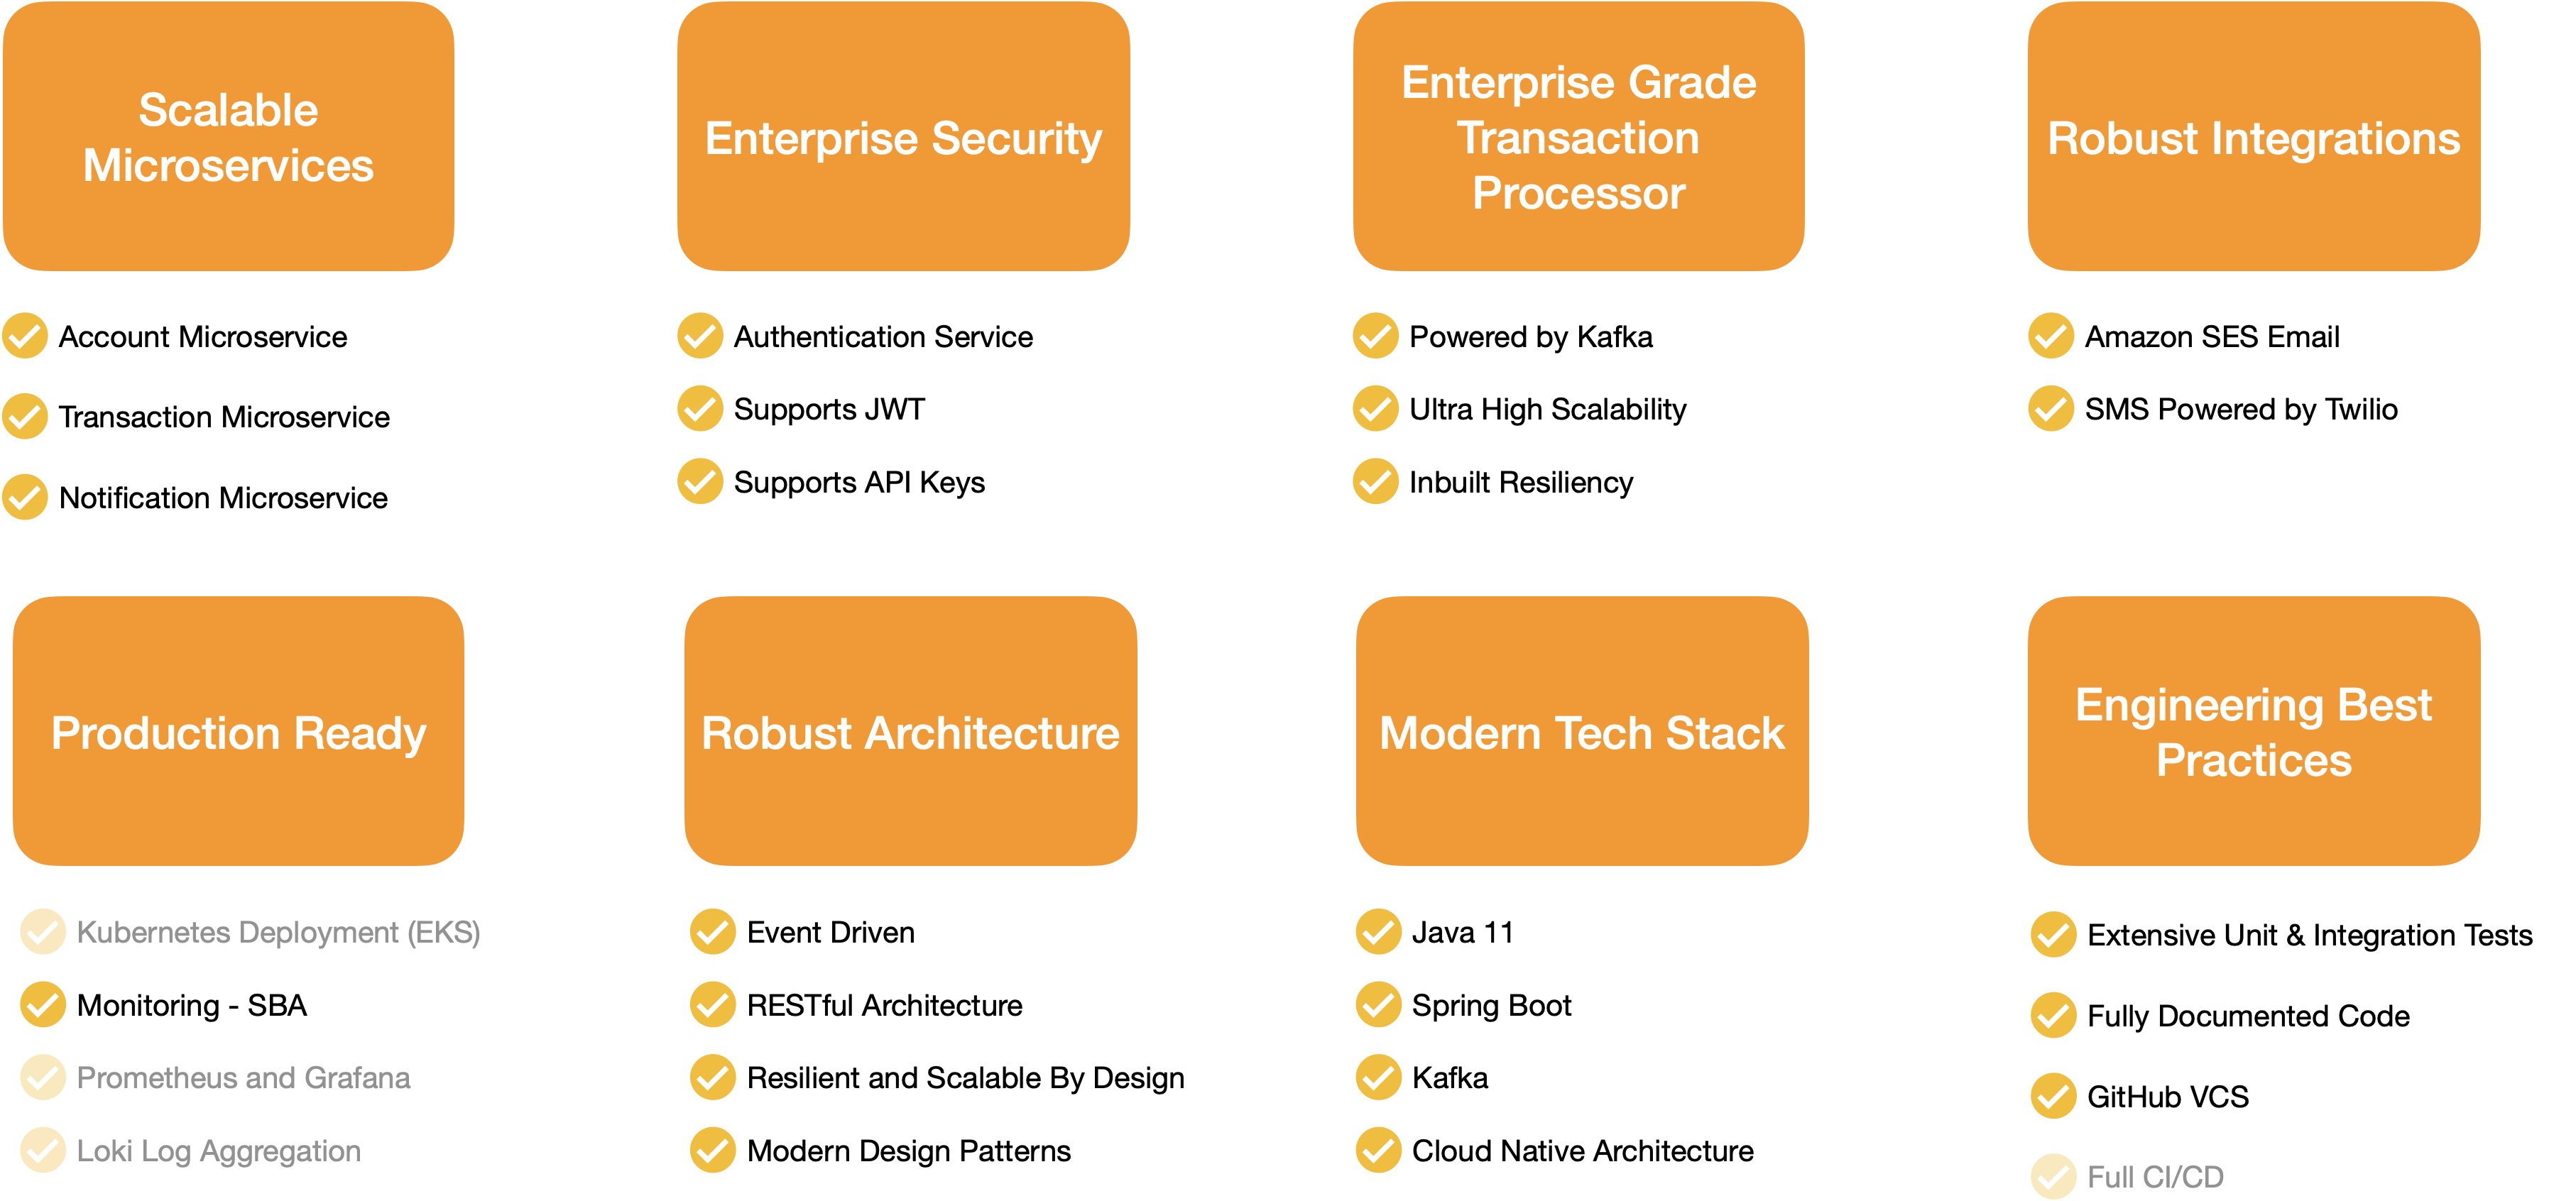 Scalable
Microservices
Account Microservice
Transaction Microservice
Notification Microservice
Enterprise Security
Authentication Service
Supports JWT
Supports API Keys
Enterprise Grade
Transaction
Processor
Powered by Kafka
Ultra High Scalability
Inbuilt Resiliency
Robust Integrations
Amazon SES Email
SMS Powered by Twilio
Production Ready
Kubernetes Deployment (EKS)
Monitoring - SBA
Prometheus and Grafana
Loki Log Aggregation
Robust Architecture
Event Driven
RESTful Architecture
Resilient and Scalable By Design
Modern Design Patterns
Modern Tech Stack
Java 11
Spring Boot
Kafka
Cloud Native Architecture
Engineering Best
Practices
Extensive Unit & Integration Tests
Fully Documented Code
GitHub VCS
Full CI/CD